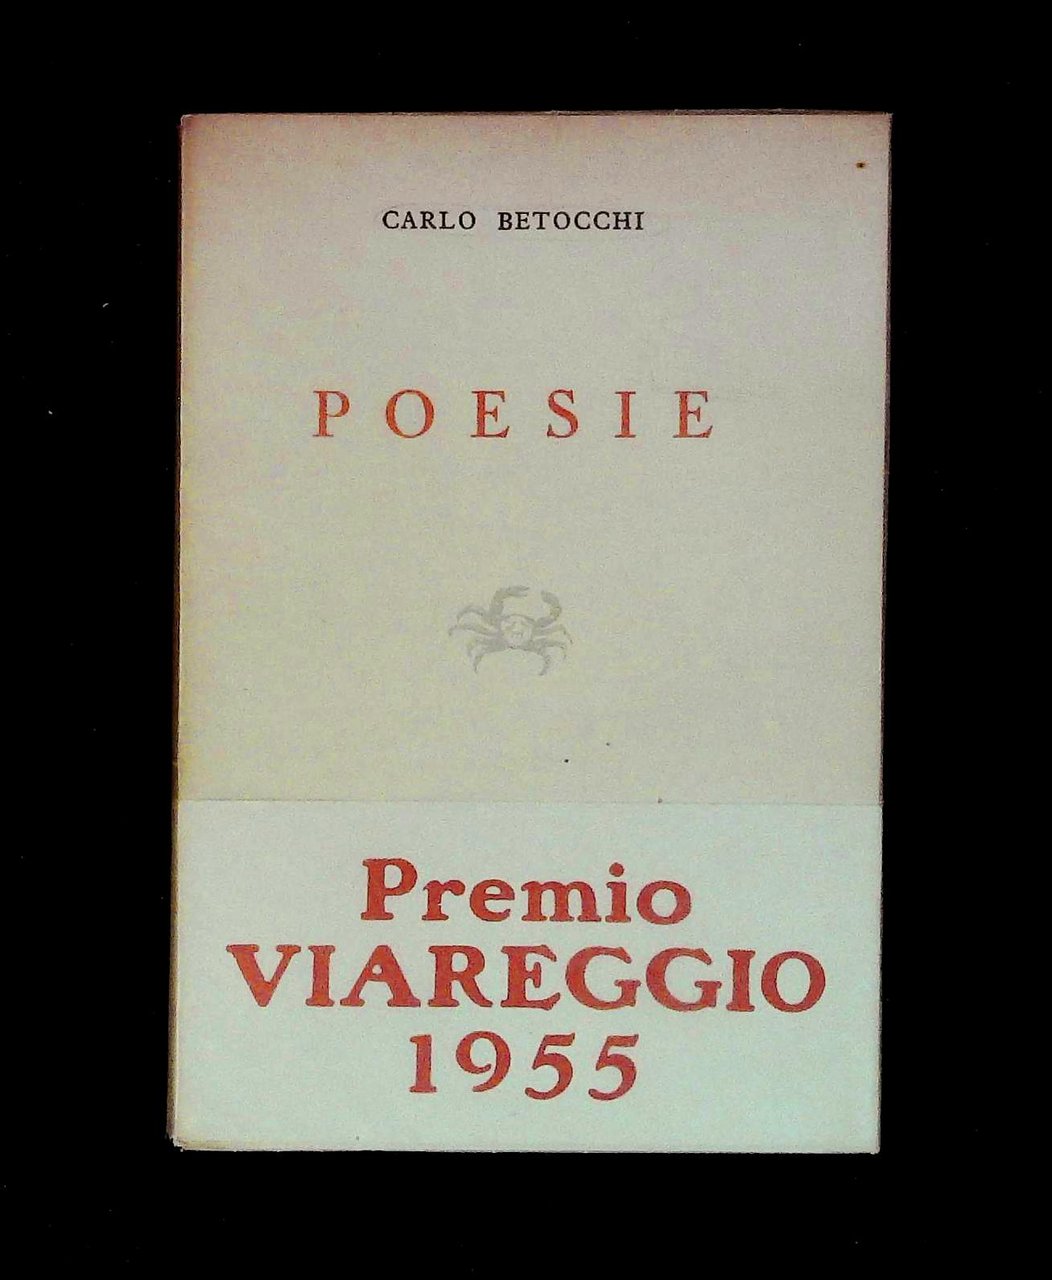 CARLO BETOCCHI
POESIE
Premio
VIAREGGIO
1955